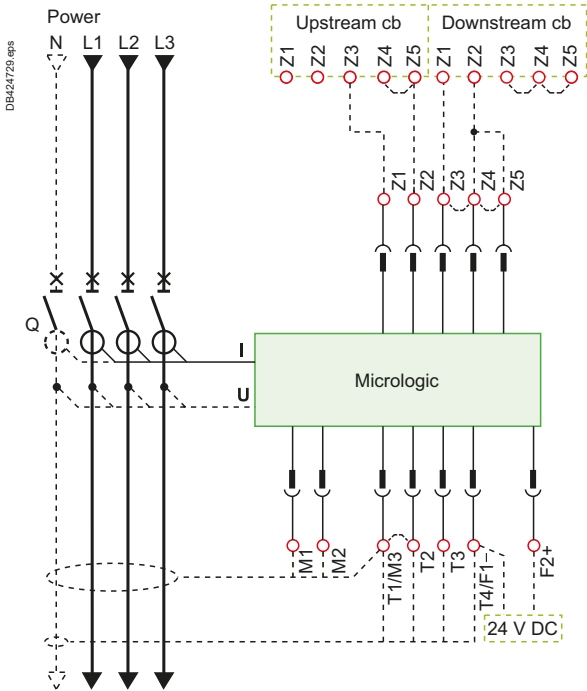 Power
N L1 L2 L3
DB424729.eps
Upstream cb
Z1 Z2 Z3 Z4 Z5
Downstream cb
Z1 Z2 Z3 Z4 Z5
Z1 Z2 Z3 Z4 Z5
Q
I
U
Micrologic
M1 M2 T1/M3 T2 T3 T4/F1– F2+
24 V DC